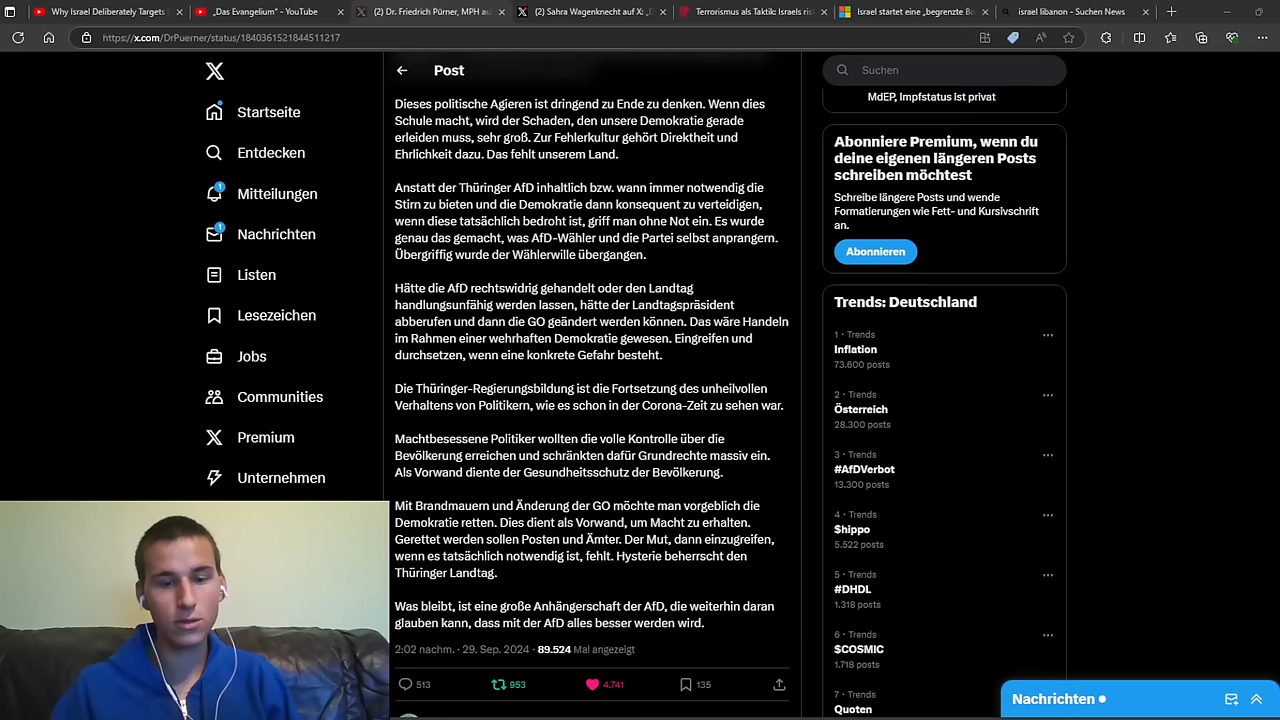 Why Israel Deliberately Targets
„Das Evangelium" - YouTube
(2) Dr. Friedrich Pürner, MPH auf
(2) Sahra Wagenknecht auf X: „D
Terrorismus als Taktik: Israels
Israel startet eine „begrenzte
israel libanon - Suchen News
https://x.com/DrPuerner/status/1840361521844511217
Startseite
Entdecken
1
Mitteilungen
1
Nachrichten
Listen
Lesezeichen
Jobs
Communities
Premium
Unternehmen
Post
Dieses politische Agieren ist dringend zu Ende zu denken. Wenn dies
Schule macht, wird der Schaden, den unsere Demokratie gerade
erleiden muss, sehr groß. Zur Fehlerkultur gehört Direktheit und
Ehrlichkeit dazu. Das fehlt unserem Land.
Anstatt der Thüringer AfD inhaltlich bzw. wann immer notwendig die
Stirn zu bieten und die Demokratie dann konsequent zu verteidigen,
wenn diese tatsächlich bedroht ist, griff man ohne Not ein. Es wurde
genau das gemacht, was AfD-Wähler und die Partei selbst anprangern.
Übergriffig wurde der Wählerwille übergangen.
Hätte die AfD rechtswidrig gehandelt oder den Landtag
handlungsunfähig werden lassen, hätte der Landtagspräsident
abberufen und dann die GO geändert werden können. Das wäre Handeln
im Rahmen einer wehrhaften Demokratie gewesen. Eingreifen und
durchsetzen, wenn eine konkrete Gefahr besteht.
Die Thüringer-Regierungsbildung ist die Fortsetzung des unheilvollen
Verhaltens von Politikern, wie es schon in der Corona-Zeit zu sehen war.
Machtbesessene Politiker wollten die volle Kontrolle über die
Bevölkerung erreichen und schränkten dafür Grundrechte massiv ein.
Als Vorwand diente der Gesundheitsschutz der Bevölkerung.
Mit Brandmauern und Änderung der GO möchte man vorgeblich die
Demokratie retten. Dies dient als Vorwand, um Macht zu erhalten.
Gerettet werden sollen Posten und Ämter. Der Mut, dann einzugreifen,
wenn es tatsächlich notwendig ist, fehlt. Hysterie beherrscht den
Thüringer Landtag.
Was bleibt, ist eine große Anhängerschaft der AfD, die weiterhin daran
glauben kann, dass mit der AfD alles besser werden wird.
2:02 nachm. · 29. Sep. 2024 · 89.524 Mal angezeigt
513
953
4.741
135
Suchen
MdEP, Impfstatus ist privat
Abonniere Premium, wenn du
deine eigenen längeren Posts
schreiben möchtest
Schreibe längere Posts und wende
Formatierungen wie Fett- und Kursivschrift
an.
Abonnieren
Trends: Deutschland
1 · Trends
Inflation
73.600 posts
2 · Trends
Österreich
28.300 posts
3 · Trends
#AfDVerbot
13.300 posts
4 · Trends
$hippo
5.522 posts
5 · Trends
#DHDL
1.318 posts
6 · Trends
$COSMIC
1.718 posts
7 · Trends
Quoten
Nachrichten